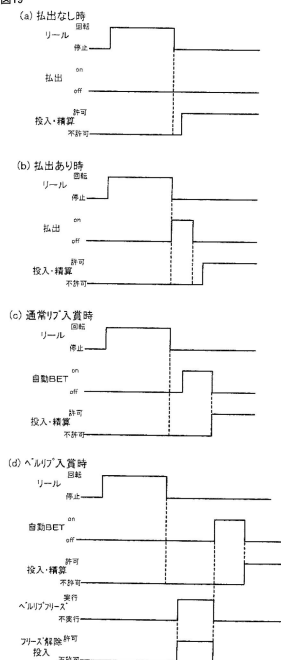 図19
(a) 払出なし時
回転
リール
停止
on
払出
off
許可
投入・精算
不許可
(b) 払出あり時
回転
リール
停止
on
払出
off
許可
投入・精算
不許可
(c) 通常リプ入賞時
回転
リール
停止
on
自動BET
off
許可
投入・精算
不許可
(d) ベルリプ入賞時
回転
リール
停止
on
自動BET
off
許可
投入・精算
不許可
実行
ベルリプフリーズ
不実行
フリーズ解除 許可
投入
不許可